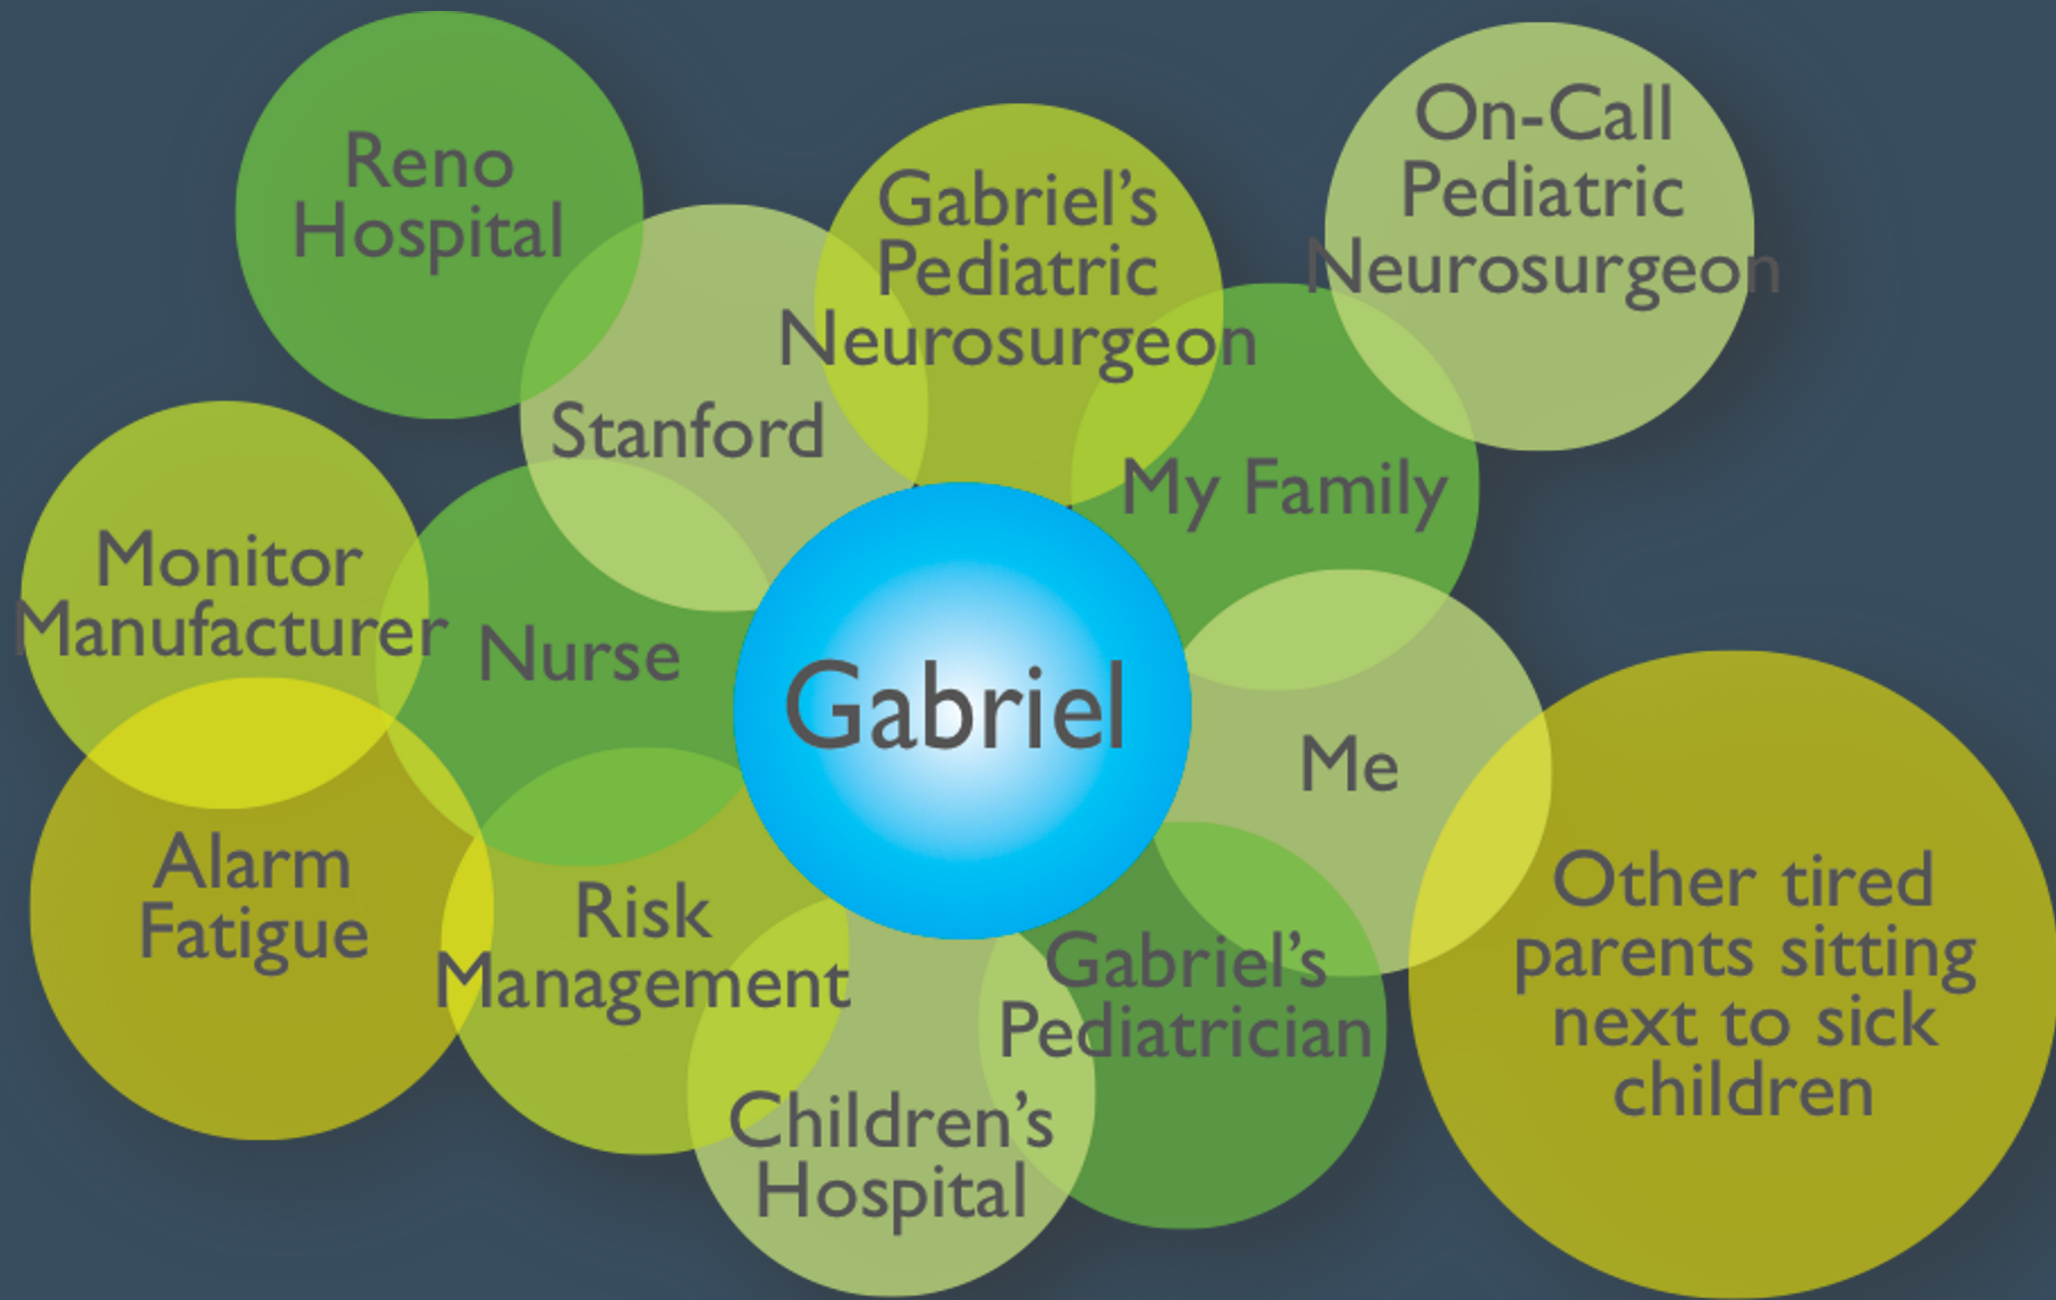 Reno
Hospital
On-Call
Pediatric
Neurosurgeon
Gabriel’s
Pediatric
Neurosurgeon
Stanford
My Family
Monitor
Manufacturer
Nurse
Gabriel
Me
Alarm
Fatigue
Risk
Management
Gabriel’s
Pediatrician
Other tired
parents sitting
next to sick
children
Children’s
Hospital